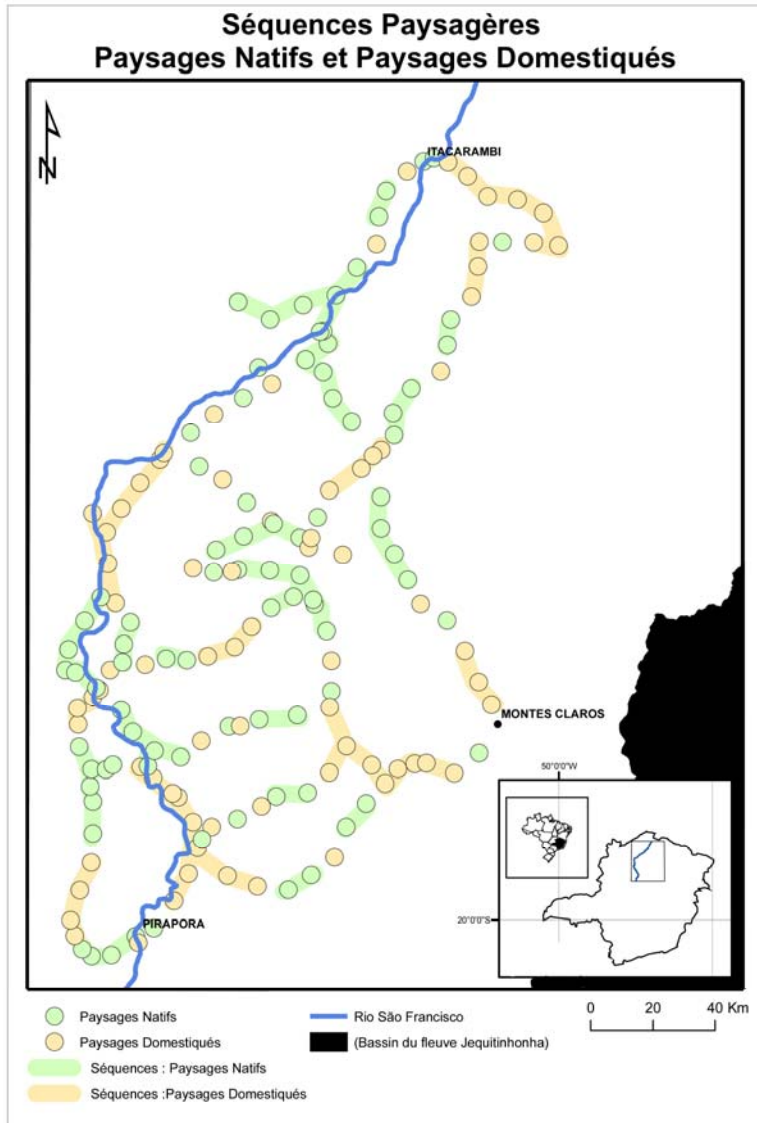 Séquences Paysagères
Paysages Natifs et Paysages Domestiqués
N
ITACARAMBI
MONTES CLAROS
PIRAPORA
50°0'0"W
20°0'0"S
Paysages Natifs
Paysages Domestiqués
Séquences : Paysages Natifs
Séquences :Paysages Domestiqués
Rio São Francisco
(Bassin du fleuve Jequitinhonha)
0 20 40 Km